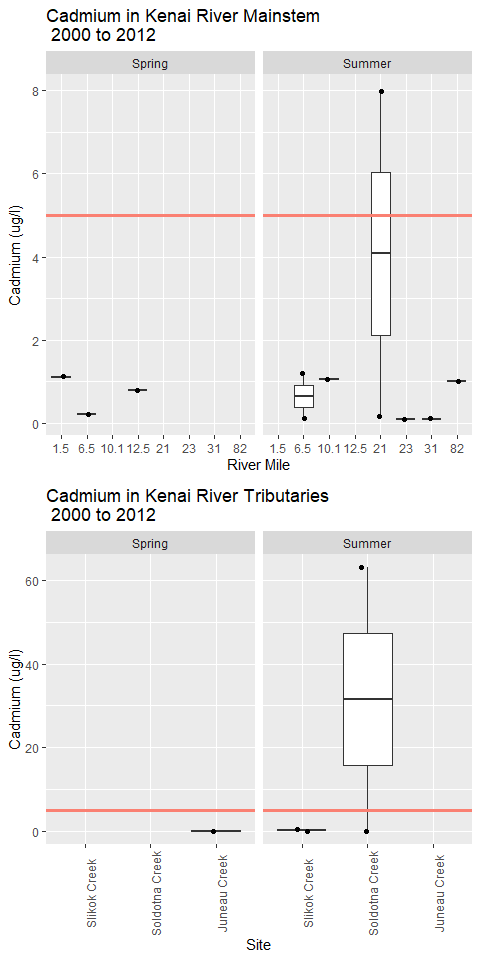 Cadmium in Kenai River Mainstem
2000 to 2012
Spring
Summer
Cadmium (ug/l)
8
6
4
2
0
1.5 6.5 10.1 12.5 21 23 31 82
1.5 6.5 10.1 12.5 21 23 31 82
River Mile
Cadmium in Kenai River Tributaries
2000 to 2012
Spring
Summer
Cadmium (ug/l)
60
40
20
0
Slikok Creek
Soldotna Creek
Juneau Creek
Slikok Creek
Soldotna Creek
Juneau Creek
Site